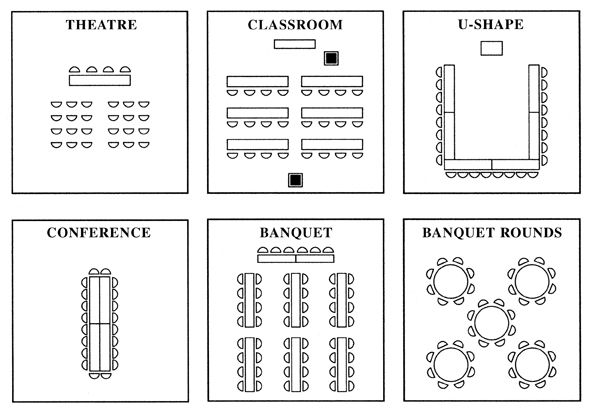 THEATRE
CLASSROOM
U-SHAPE
CONFERENCE
BANQUET
BANQUET ROUNDS